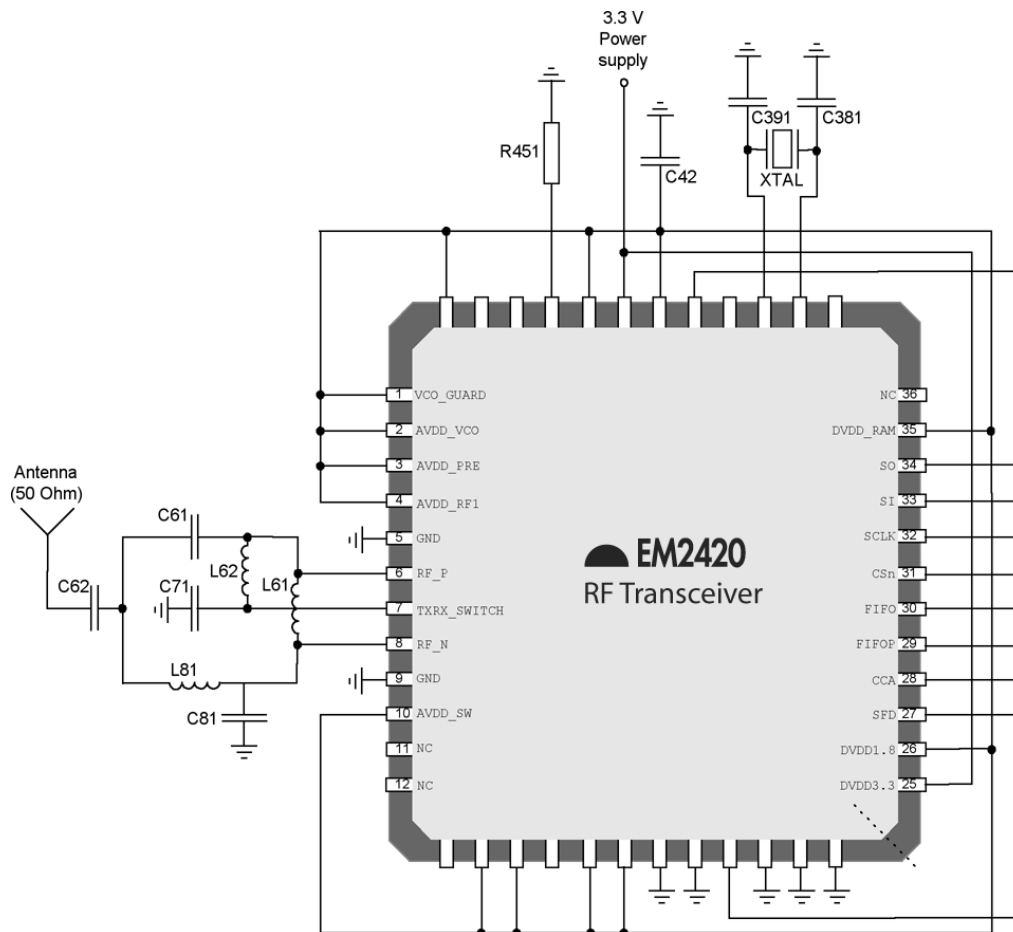 3.3 V
Power
supply
C391
C381
R451
C42
XTAL
1 VCO_GUARD
2 AVDD_VCO
3 AVDD_PRE
4 AVDD_RF1
5 GND
6 RF_P
7 TXRX_SWITCH
8 RF_N
9 GND
10 AVDD_SW
11 NC
12 NC
Antenna
(50 Ohm)
C61
L62
L61
C62
C71
L81
C81
EM2420
RF Transceiver
NC 36
DVDD_RAM 35
SO 34
SI 33
SCLK 32
CSn 31
FIFO 30
FIFOP 29
CCA 28
SFD 27
DVDD1.8 26
DVDD3.3 25